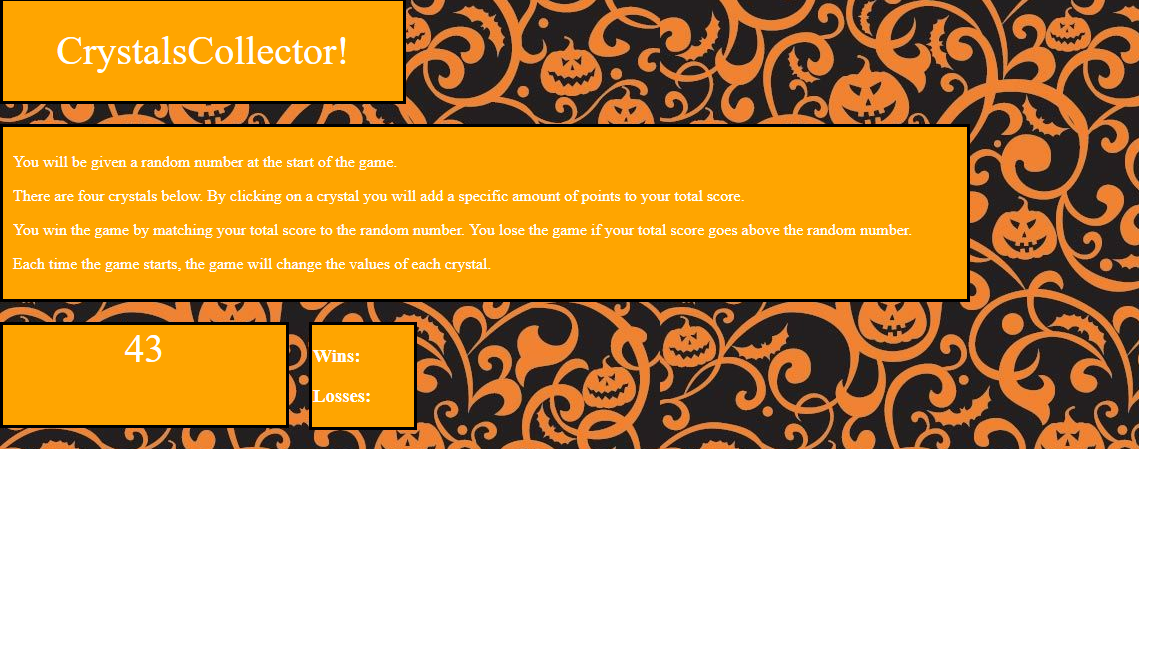 CrystalsCollector!
You will be given a random number at the start of the game.
There are four crystals below. By clicking on a crystal you will add a specific amount of points to your total score.
You win the game by matching your total score to the random number. You lose the game if your total score goes above the random number.
Each time the game starts, the game will change the values of each crystal.
43
Wins:
Losses: